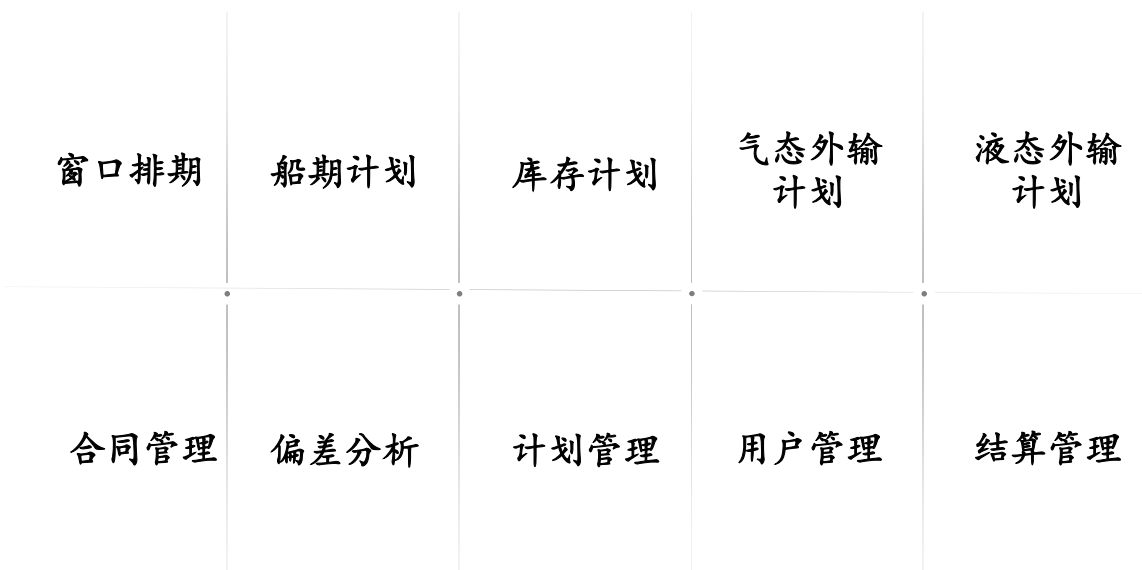 窗口排期
船期计划
库存计划
气态外输
计划
液态外输
计划
合同管理
偏差分析
计划管理
用户管理
结算管理